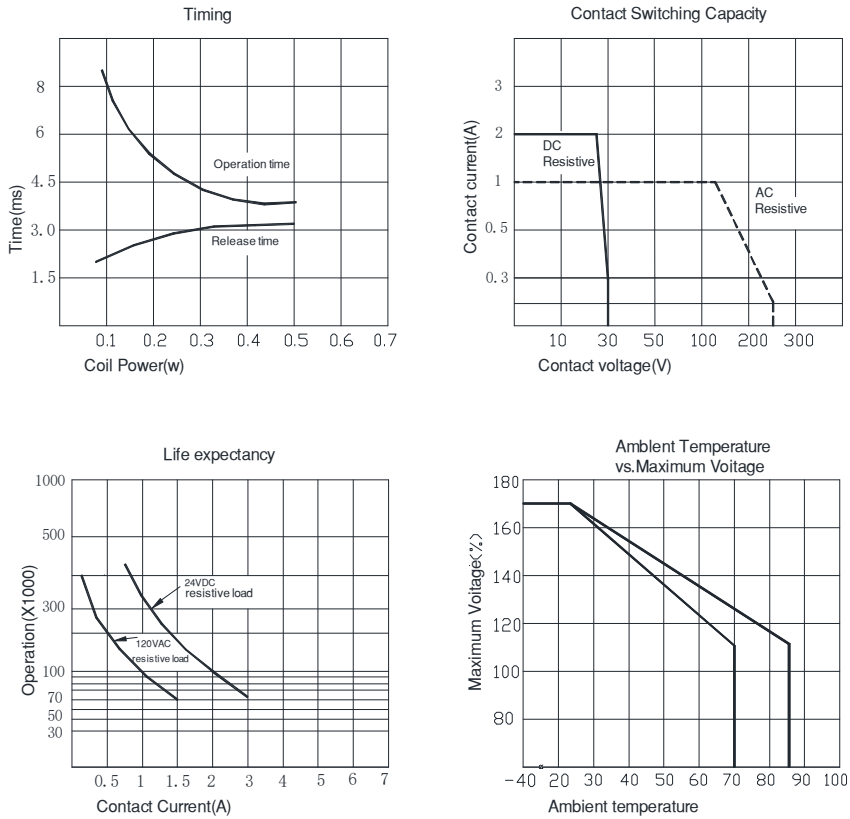 Timing
8
6
4.5
3.0
1.5
Time(ms)
Operation time
Release time
0.1 0.2 0.3 0.4 0.5 0.6 0.7
Coil Power(w)
Contact Switching Capacity
3
2
1
0.5
0.3
Contact current(A)
DC
Resistive
AC
Resistive
10 30 50 100 200 300
Contact voltage(V)
Life expectancy
1000
500
300
100
70
50
30
Operation(X1000)
24VDC
resistive load
120VAC
resistive load
0.5 1 1.5 2 3 4 5 6 7
Contact Current(A)
Amblent Temperature
vs.Maximum Voitage
180
160
140
120
100
80
Maximum Voitage(%)
-40 20 30 40 50 60 70 80 90 100
Ambient temperature